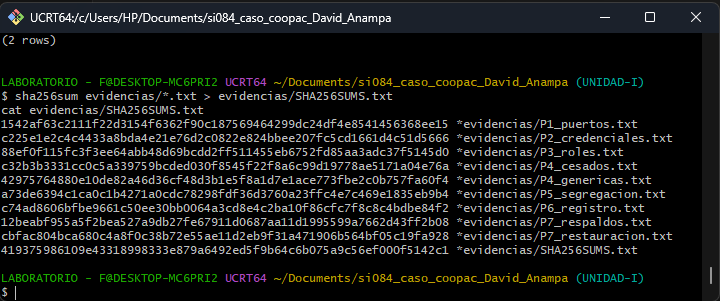 UCRT64:/c/Users/HP/Documents/si084_caso_coopac_David_Anampa
(2 rows)
LABORATORIO - F@DESKTOP-MC6PRI2 UCRT64 ~/Documents/si084_caso_coopac_David_Anampa (UNIDAD-I)
$ sha256sum evidencias/*.txt > evidencias/SHA256SUMS.txt
cat evidencias/SHA256SUMS.txt
1542af63c2111f22d3154f6362f90c187569464299dc24df4e8541456368ee15 *evidencias/P1_puertos.txt
c225e1e2c4c4433a8bda4e21e76d2c0822e824bbee207fc5cd1661d4c51d5666 *evidencias/P2_credenciales.txt
88ef0f115fc3f3ee64abb48d69bcdd2ff511455eb6752fd85aa3adc37f5145d0 *evidencias/P3_roles.txt
c32b3b3331cc0c5a339759bcded030f8545f22f8a6c99d19778ae5171a04e76a *evidencias/P4_cesados.txt
42975764880e10de82a46d36cf48d3b1e5f8a1d7e1ace773fbe2c0b757fa60f4 *evidencias/P4_genericas.txt
a73de6394c1ca0c1b4271a0cdc78298fdf36d3760a23ffc4e7c469e1835eb9b4 *evidencias/P5_segregacion.txt
c74ad8606bfbe9661c50ee30bb0064a3cd8e4c2ba10f86cfc7f8c8c4bdbe84f2 *evidencias/P6_registro.txt
12beabf955a5f2bea527a9db27fe67911d0687aa11d1995599a7662d43ff2b08 *evidencias/P7_respaldos.txt
cbfac804bca680c4a8f0c38b72e55ae11d2eb9f31a471906b564bf05c19fa928 *evidencias/P7_restauracion.txt
419375986109e43318998333e879a6492ed5f9b64c6b075a9c56ef000f5142c1 *evidencias/SHA256SUMS.txt
LABORATORIO - F@DESKTOP-MC6PRI2 UCRT64 ~/Documents/si084_caso_coopac_David_Anampa (UNIDAD-I)
$